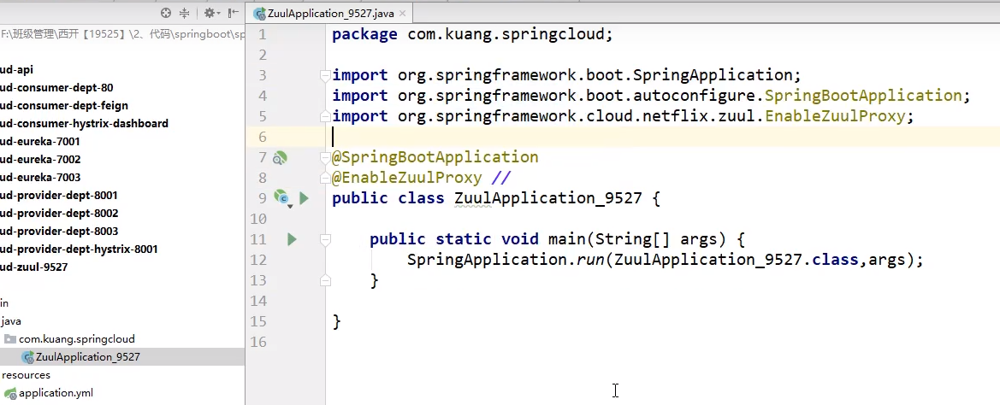 F:\班级管理\西开【19525】\2、代码\springboot\sp
ud-api
ud-consumer-dept-80
ud-consumer-dept-feign
ud-consumer-hystrix-dashboard
ud-eureka-7001
ud-eureka-7002
ud-eureka-7003
ud-provider-dept-8001
ud-provider-dept-8002
ud-provider-dept-8003
ud-provider-dept-hystrix-8001
ud-zuul-9527
in
java
com.kuang.springcloud
ZuulApplication_9527
resources
application.yml
ZuulApplication_9527.java
1 package com.kuang.springcloud;
2
3 import org.springframework.boot.SpringApplication;
4 import org.springframework.boot.autoconfigure.SpringBootApplication;
5 import org.springframework.cloud.netflix.zuul.EnableZuulProxy;
6
7 @SpringBootApplication
8 @EnableZuulProxy //
9 public class ZuulApplication_9527 {
10
11 public static void main(String[] args) {
12 SpringApplication.run(ZuulApplication_9527.class,args);
13 }
14
15 }
16